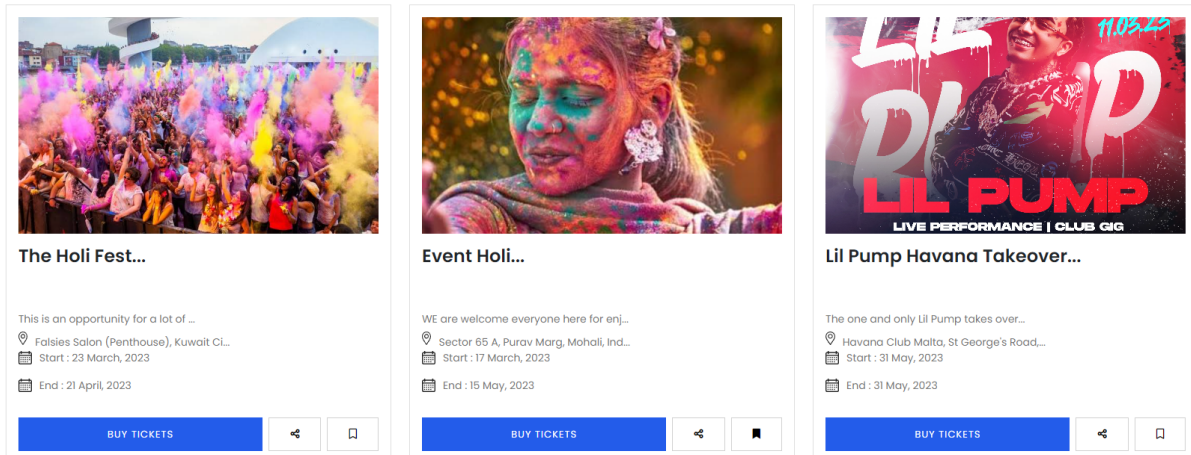 The Holi Fest...
This is an opportunity for a lot of ...
Falsies Salon (Penthouse), Kuwait Ci...
Start : 23 March, 2023
End : 21 April, 2023
BUY TICKETS
Event Holi...
WE are welcome everyone here for enj...
Sector 65 A, Purav Marg, Mohali, Ind...
Start : 17 March, 2023
End : 15 May, 2023
BUY TICKETS
11.03.23
LIL
PUMP
LIL PUMP
LIVE PERFORMANCE | CLUB GIG
Lil Pump Havana Takeover...
The one and only Lil Pump takes over...
Havana Club Malta, St George's Road,...
Start : 31 May, 2023
End : 31 May, 2023
BUY TICKETS